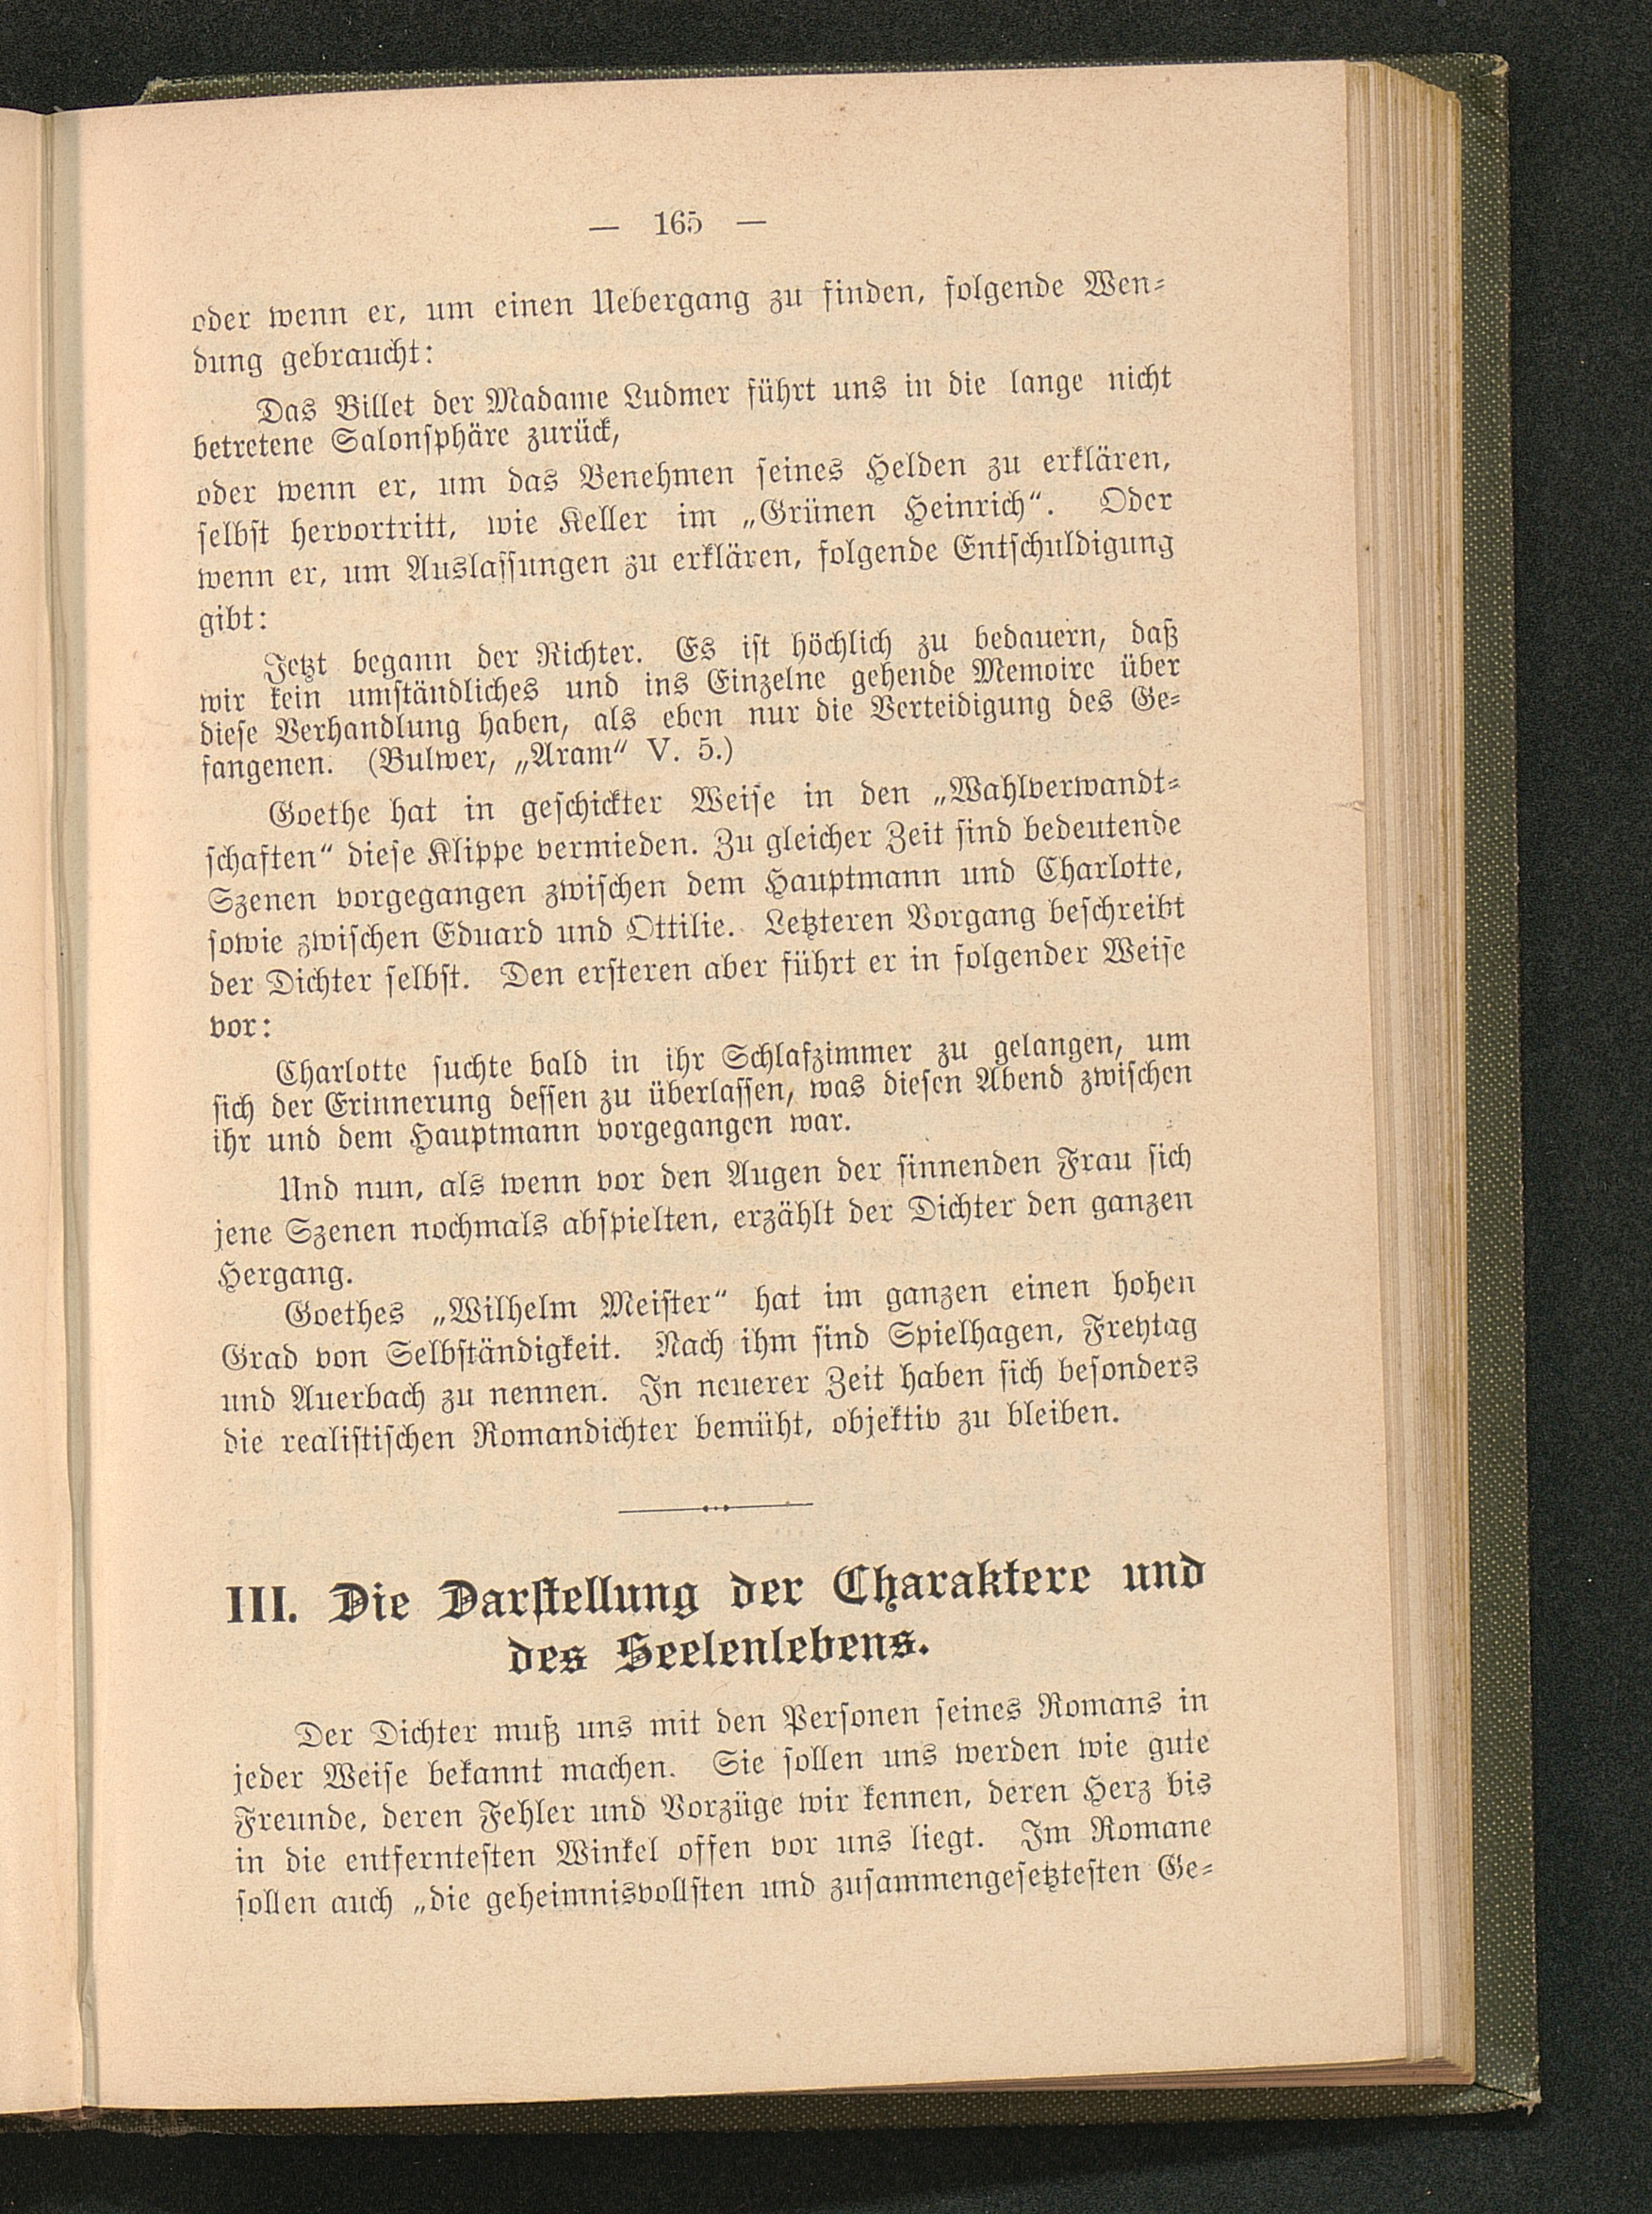 — 165 —
oder wenn er, um einen Uebergang zu finden, folgende Wen-
dung gebraucht:
Das Billet der Madame Ludmer führt uns in die lange nicht
betretene Salonsphäre zurück,
oder wenn er, um das Benehmen seines Helden zu erklären,
selbst hervortritt, wie Keller im „Grünen Heinrich“. Oder
wenn er, um Auslassungen zu erklären, folgende Entschuldigung
gibt:
Jetzt begann der Richter. Es ist höchlich zu bedauern, daß
wir kein umständliches und ins Einzelne gehende Memoire über
diese Verhandlung haben, als eben nur die Verteidigung des Ge-
fangenen. (Bulwer, „Aram“ V. 5.)
Goethe hat in geschickter Weise in den „Wahlverwandt-
schaften“ diese Klippe vermieden. Zu gleicher Zeit sind bedeutende
Szenen vorgegangen zwischen dem Hauptmann und Charlotte,
sowie zwischen Eduard und Ottilie. Letzteren Vorgang beschreibt
der Dichter selbst. Den ersteren aber führt er in folgender Weise
vor:
Charlotte suchte bald in ihr Schlafzimmer zu gelangen, um
sich der Erinnerung dessen zu überlassen, was diesen Abend zwischen
ihr und dem Hauptmann vorgegangen war.
Und nun, als wenn vor den Augen der sinnenden Frau sich
jene Szenen nochmals abspielten, erzählt der Dichter den ganzen
Hergang.
Goethes „Wilhelm Meister“ hat im ganzen einen hohen
Grad von Selbständigkeit. Nach ihm sind Spielhagen, Freytag
und Auerbach zu nennen. In neuerer Zeit haben sich besonders
die realistischen Romandichter bemüht, objektiv zu bleiben.
III. Die Darstellung der Charaktere und
des Seelenlebens.
Der Dichter muß uns mit den Personen seines Romans in
jeder Weise bekannt machen. Sie sollen uns werden wie gute
Freunde, deren Fehler und Vorzüge wir kennen, deren Herz bis
in die entferntesten Winkel offen vor uns liegt. Im Romane
sollen auch „die geheimnisvollsten und zusammengesetztesten Ge-